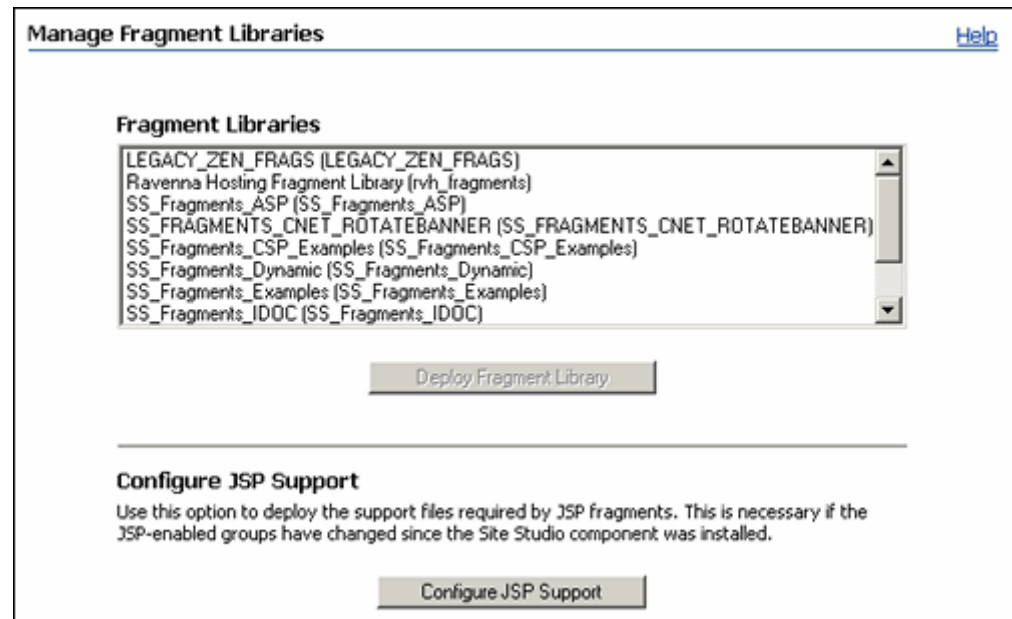 Manage Fragment Libraries
Help
Fragment Libraries
LEGACY_ZEN_FRAGS (LEGACY_ZEN_FRAGS)
Ravenna Hosting Fragment Library (rvh_fragments)
SS_Fragments_ASP (SS_Fragments_ASP)
SS_FRAGMENTS_CNET_ROTATEBANNER (SS_FRAGMENTS_CNET_ROTATEBANNER)
SS_Fragments_CSP_Examples (SS_Fragments_CSP_Examples)
SS_Fragments_Dynamic (SS_Fragments_Dynamic)
SS_Fragments_Examples (SS_Fragments_Examples)
SS_Fragments_IDOC (SS_Fragments_IDOC)
Deploy Fragment Library
Configure JSP Support
Use this option to deploy the support files required by JSP fragments. This is necessary if the
JSP-enabled groups have changed since the Site Studio component was installed.
Configure JSP Support